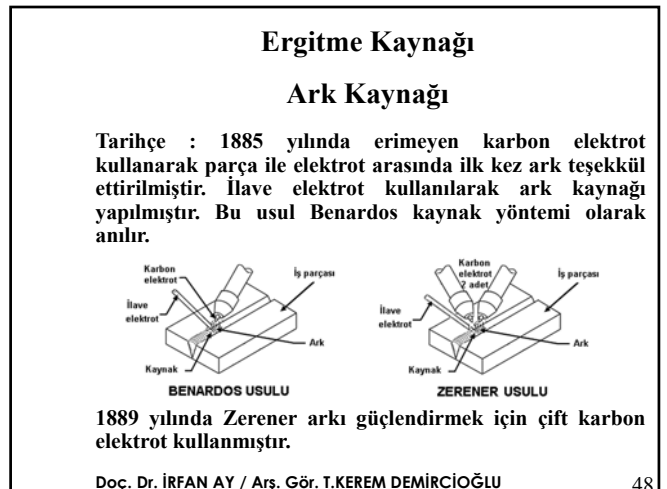 Ergitme Kaynağı
Ark Kaynağı
Tarihçe : 1885 yılında erimeyen karbon elektrot
kullanarak parça ile elektrot arasında ilk kez ark teşekkül
ettirilmiştir. İlave elektrot kullanılarak ark kaynağı
yapılmıştır. Bu usul Benardos kaynak yöntemi olarak
anılır.
Karbon
elektrot
İş parçası
İlave
elektrot
Ark
Kaynak
BENARDOS USULU
Karbon
elektrot
2 adet
İş parçası
İlave
elektrot
Ark
Kaynak
ZERENER USULU
1889 yılında Zerener arkı güçlendirmek için çift karbon
elektrot kullanmıştır.
Doç. Dr. İRFAN AY / Arş. Gör. T.KEREM DEMİRCİOĞLU
48